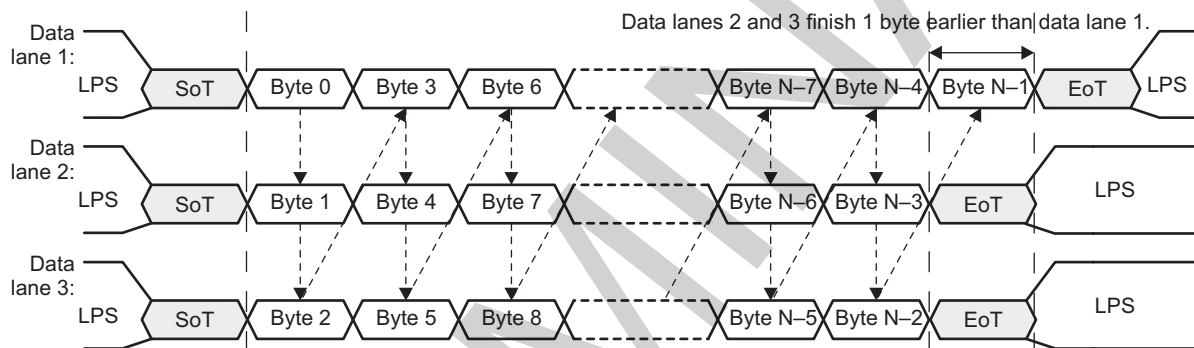 Data lanes 2 and 3 finish 1 byte earlier than data lane 1.
Data
lane 1:
LPS SoT Byte 0 Byte 3 Byte 6 Byte N–7 Byte N–4 Byte N–1 EoT LPS
Data
lane 2:
LPS SoT Byte 1 Byte 4 Byte 7 Byte N–6 Byte N–3 EoT LPS
Data
lane 3:
LPS SoT Byte 2 Byte 5 Byte 8 Byte N–5 Byte N–2 EoT LPS